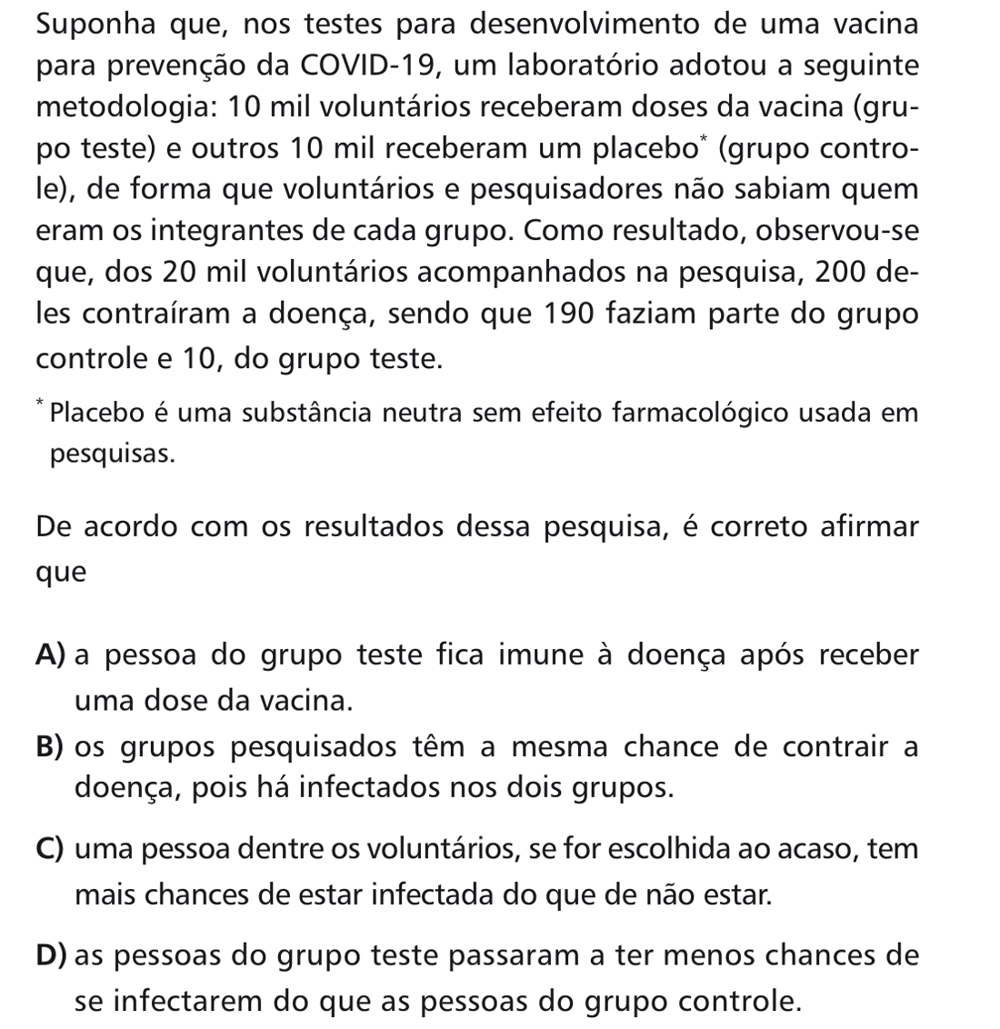 Suponha que, nos testes para desenvolvimento de uma vacina
para prevenção da COVID-19, um laboratório adotou a seguinte
metodologia: 10 mil voluntários receberam doses da vacina (gru-
po teste) e outros 10 mil receberam um placebo* (grupo contro-
le), de forma que voluntários e pesquisadores não sabiam quem
eram os integrantes de cada grupo. Como resultado, observou-se
que, dos 20 mil voluntários acompanhados na pesquisa, 200 de-
les contraíram a doença, sendo que 190 faziam parte do grupo
controle e 10, do grupo teste.
* Placebo é uma substância neutra sem efeito farmacológico usada em
pesquisas.
De acordo com os resultados dessa pesquisa, é correto afirmar
que
A) a pessoa do grupo teste fica imune à doença após receber
uma dose da vacina.
B) os grupos pesquisados têm a mesma chance de contrair a
doença, pois há infectados nos dois grupos.
C) uma pessoa dentre os voluntários, se for escolhida ao acaso, tem
mais chances de estar infectada do que de não estar.
D) as pessoas do grupo teste passaram a ter menos chances de
se infectarem do que as pessoas do grupo controle.